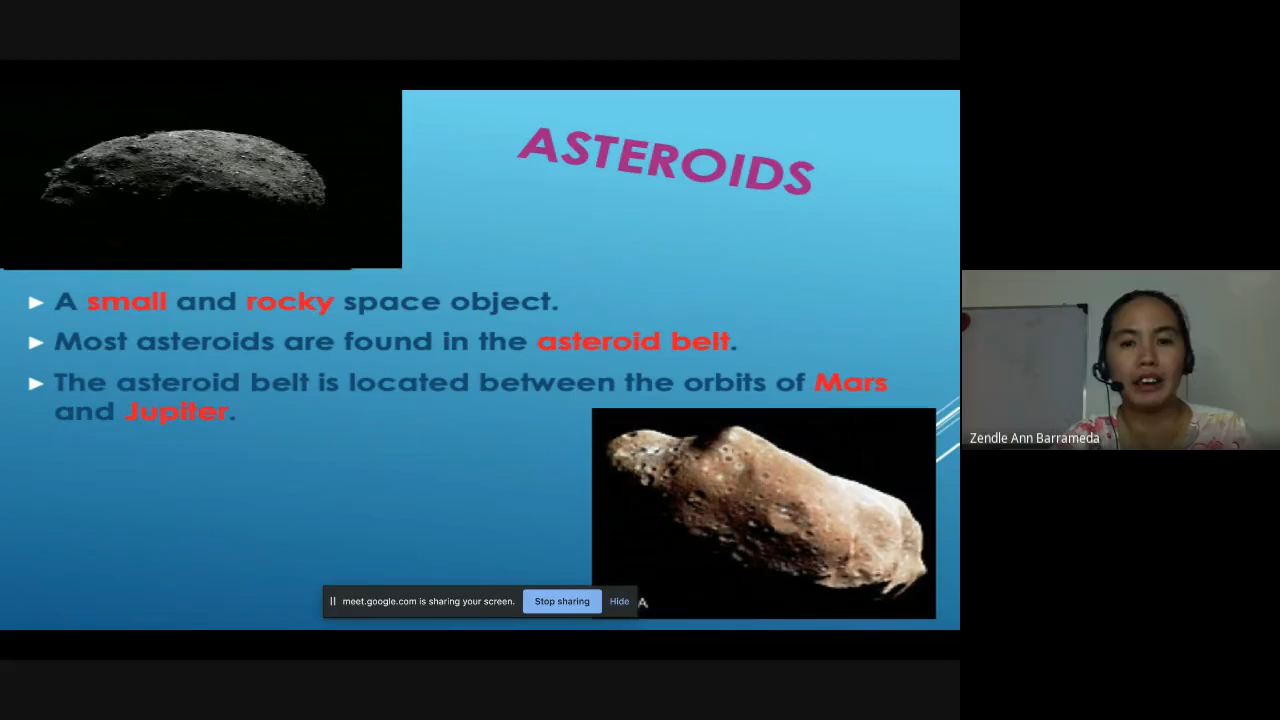 ASTEROIDS
A small and rocky space object.
Most asteroids are found in the asteroid belt.
The asteroid belt is located between the orbits of Mars
and Jupiter.
Zendle Ann Barrameda
meet.google.com is sharing your screen. Stop sharing Hide
A